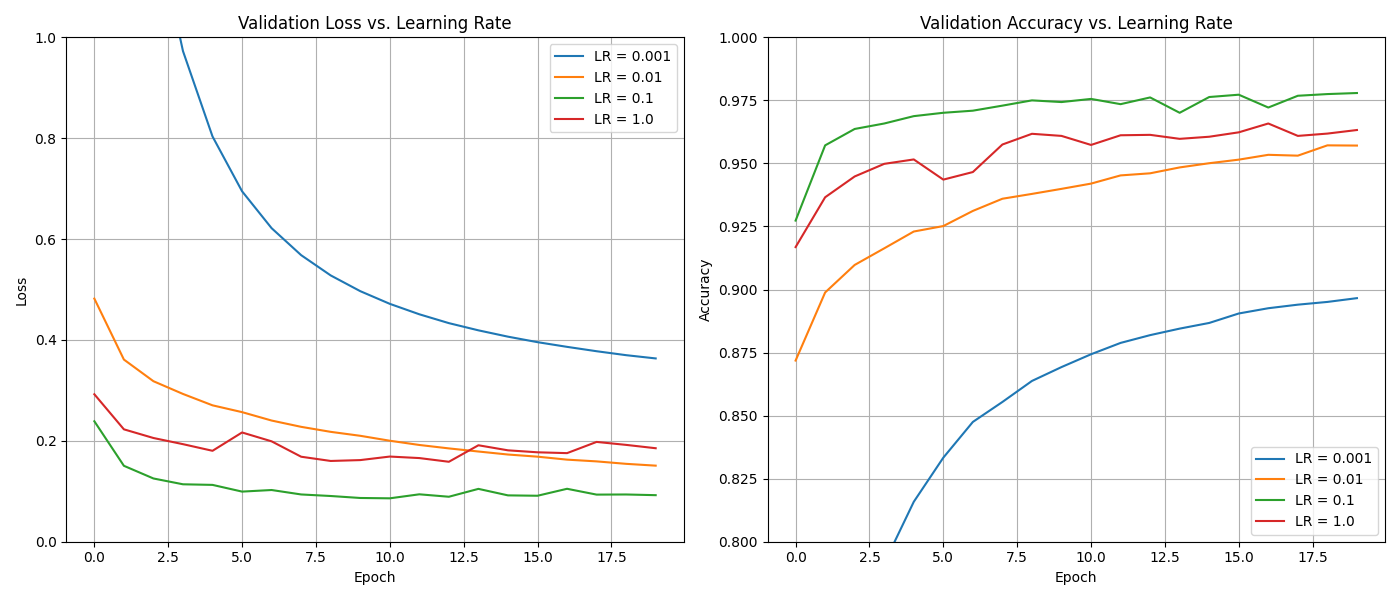 Validation Loss vs. Learning Rate
1.0
0.8
0.6
0.4
0.2
0.0
Loss
LR = 0.001
LR = 0.01
LR = 0.1
LR = 1.0
0.0 2.5 5.0 7.5 10.0 12.5 15.0 17.5
Epoch
Validation Accuracy vs. Learning Rate
1.000
0.975
0.950
0.925
0.900
0.875
0.850
0.825
0.800
Accuracy
LR = 0.001
LR = 0.01
LR = 0.1
LR = 1.0
0.0 2.5 5.0 7.5 10.0 12.5 15.0 17.5
Epoch